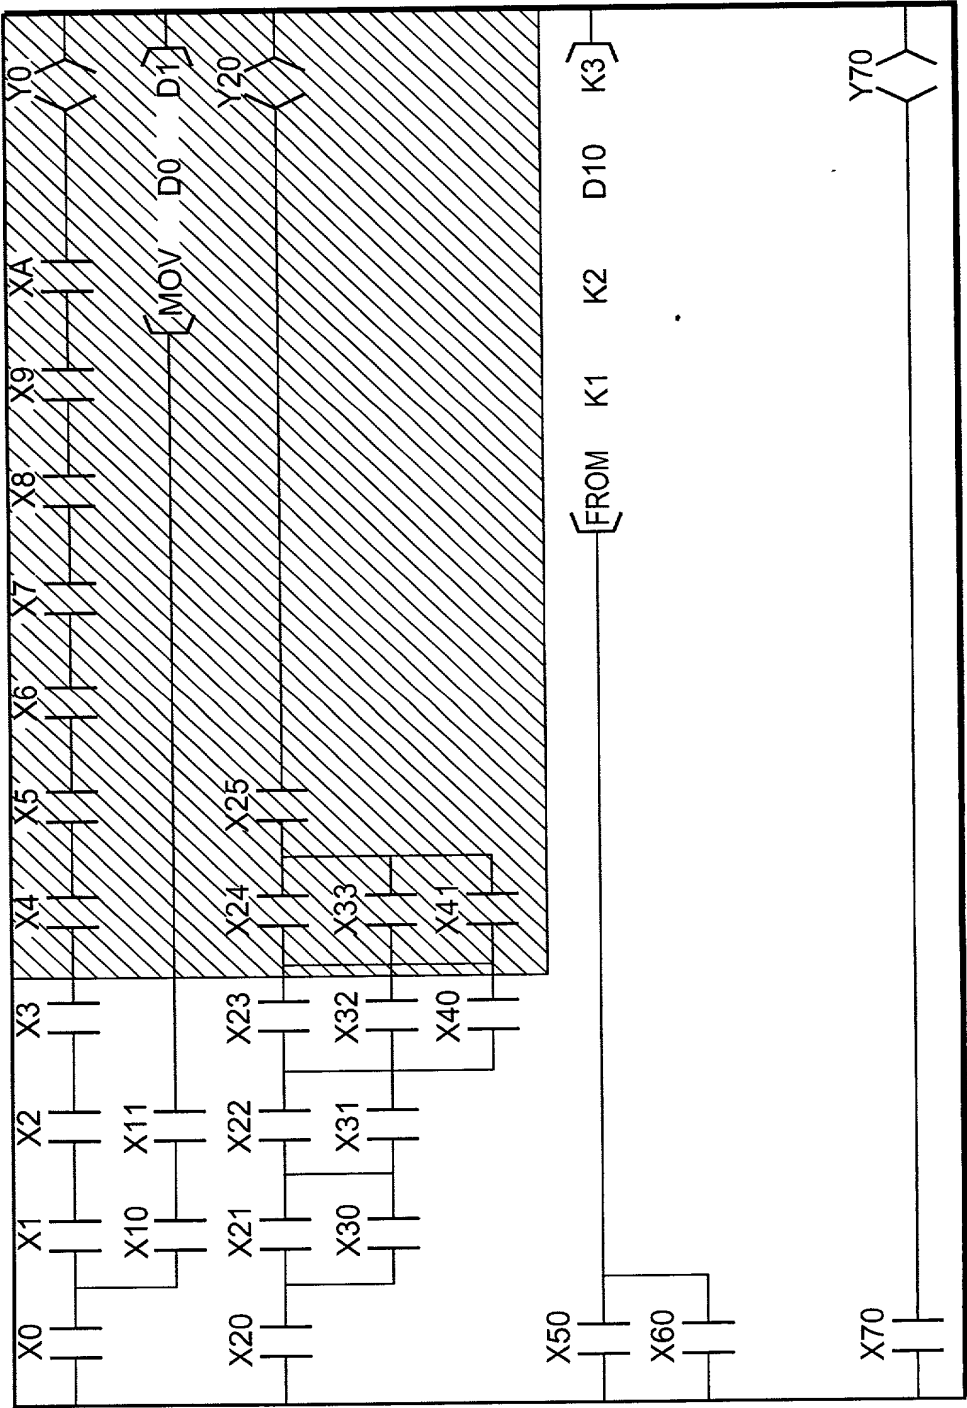 X0 X1 X2 X3 X4 X5 X6 X7 X8 X9 XA Y0
X10 X11 MOV D0 D1
X20 X21 X22 X23 X24 X25 Y20
X30 X31 X32 X33
X40 X41
X50 FROM K1 K2 D10 K3
X60
X70 Y70